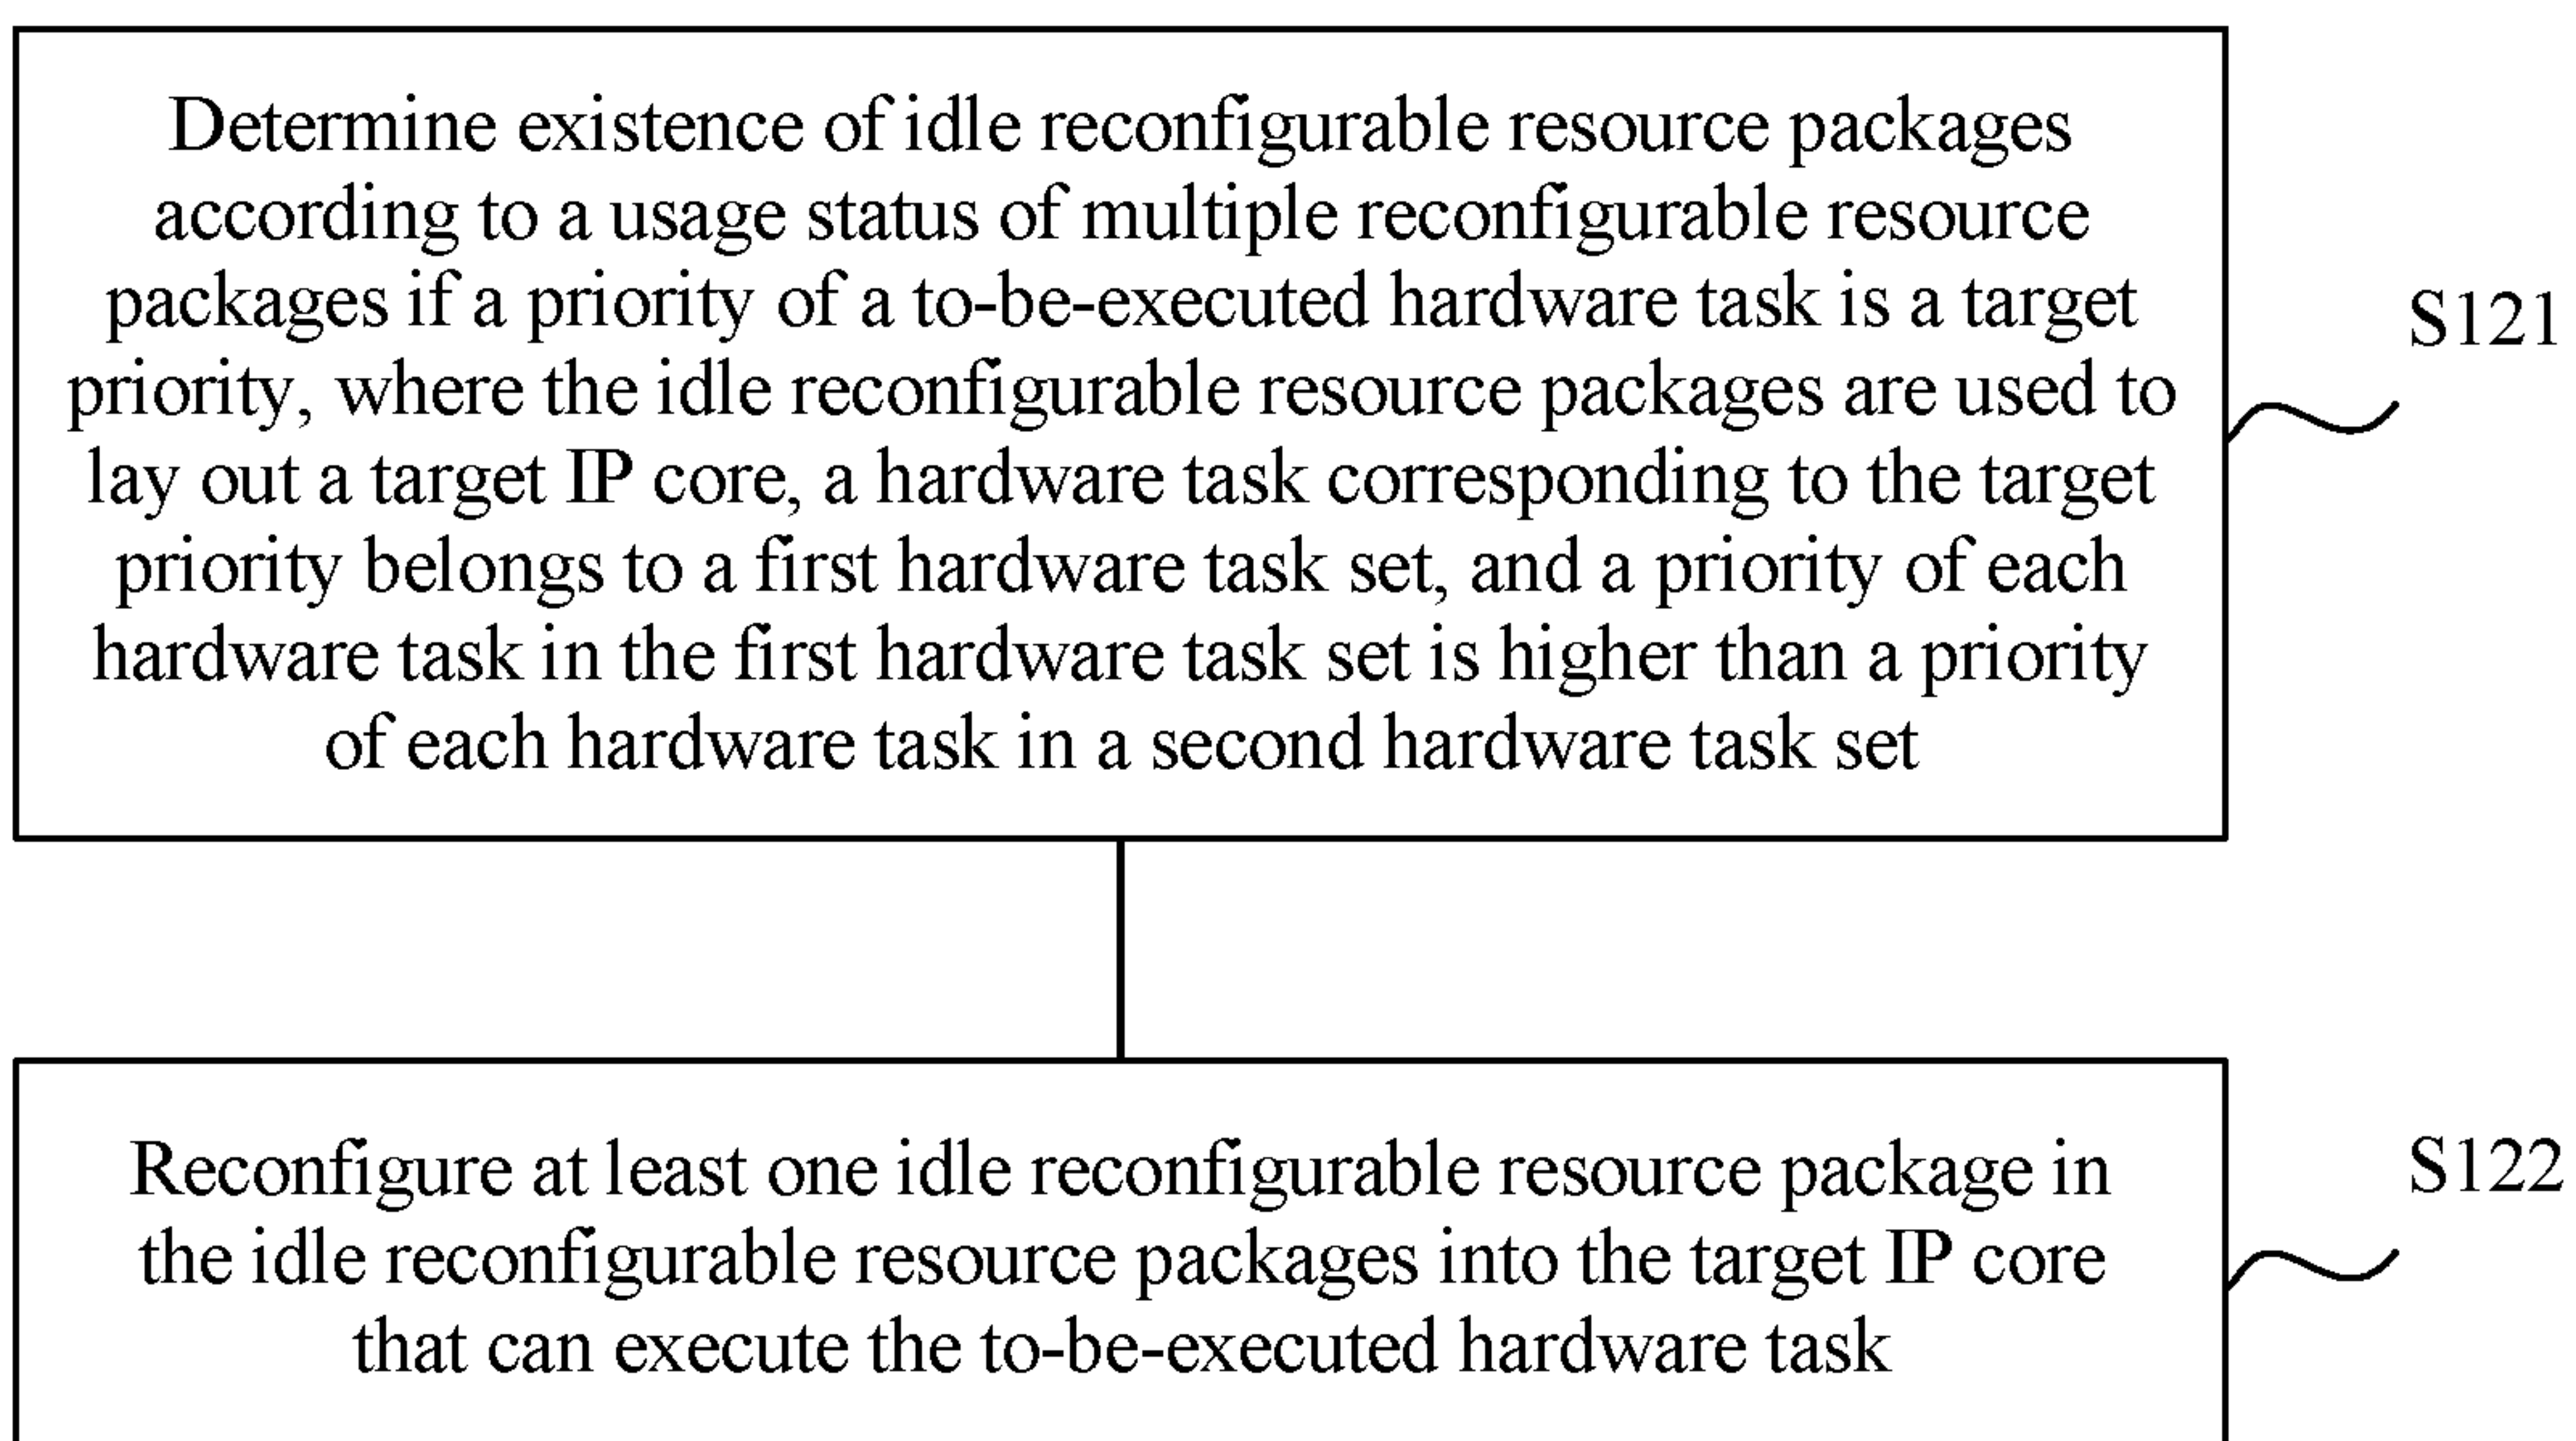 Determine existence of idle reconfigurable resource packages
according to a usage status of multiple reconfigurable resource
packages if a priority of a to-be-executed hardware task is a target
priority, where the idle reconfigurable resource packages are used to
lay out a target IP core, a hardware task corresponding to the target
priority belongs to a first hardware task set, and a priority of each
hardware task in the first hardware task set is higher than a priority
of each hardware task in a second hardware task set
S121
Reconfigure at least one idle reconfigurable resource package in
the idle reconfigurable resource packages into the target IP core
that can execute the to-be-executed hardware task
S122